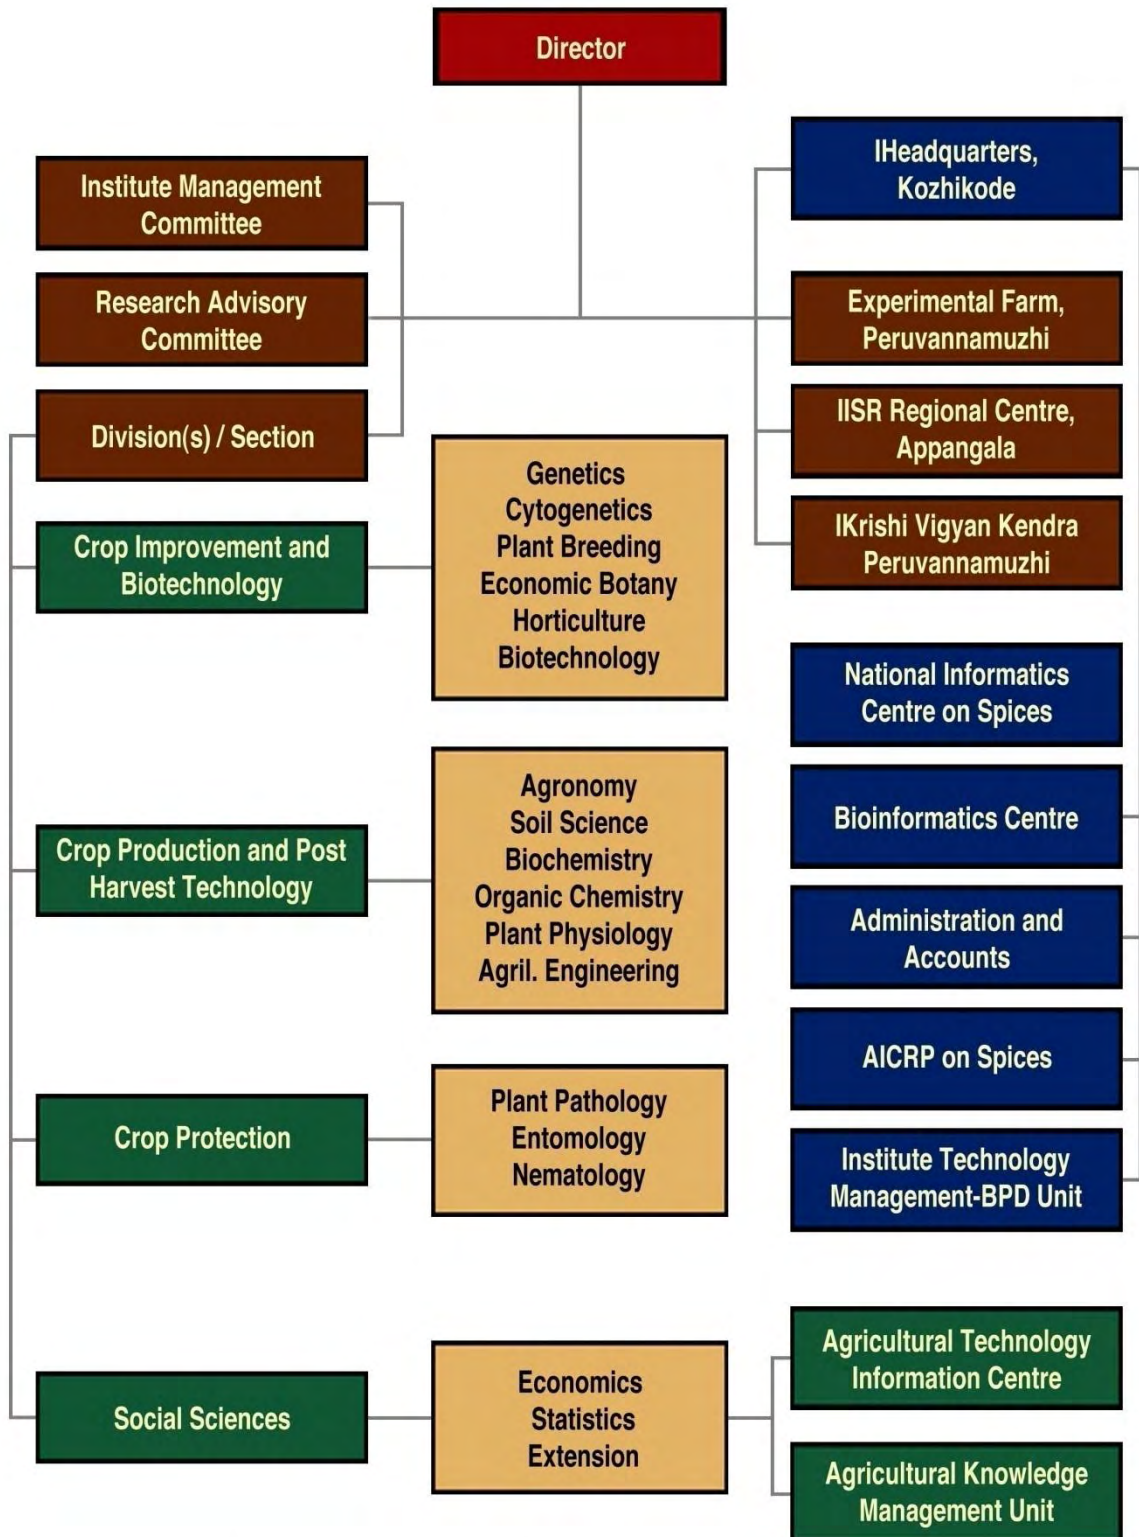 Director
Institute Management
Committee
Research Advisory
Committee
Division(s) / Section
Crop Improvement and
Biotechnology
Genetics
Cytogenetics
Plant Breeding
Economic Botany
Horticulture
Biotechnology
Crop Production and Post
Harvest Technology
Agronomy
Soil Science
Biochemistry
Organic Chemistry
Plant Physiology
Agril. Engineering
Crop Protection
Plant Pathology
Entomology
Nematology
Social Sciences
Economics
Statistics
Extension
IHeadquarters,
Kozhikode
Experimental Farm,
Peruvannamuzhi
IISR Regional Centre,
Appangala
IKrishi Vigyan Kendra
Peruvannamuzhi
National Informatics
Centre on Spices
Bioinformatics Centre
Administration and
Accounts
AICRP on Spices
Institute Technology
Management-BPD Unit
Agricultural Technology
Information Centre
Agricultural Knowledge
Management Unit